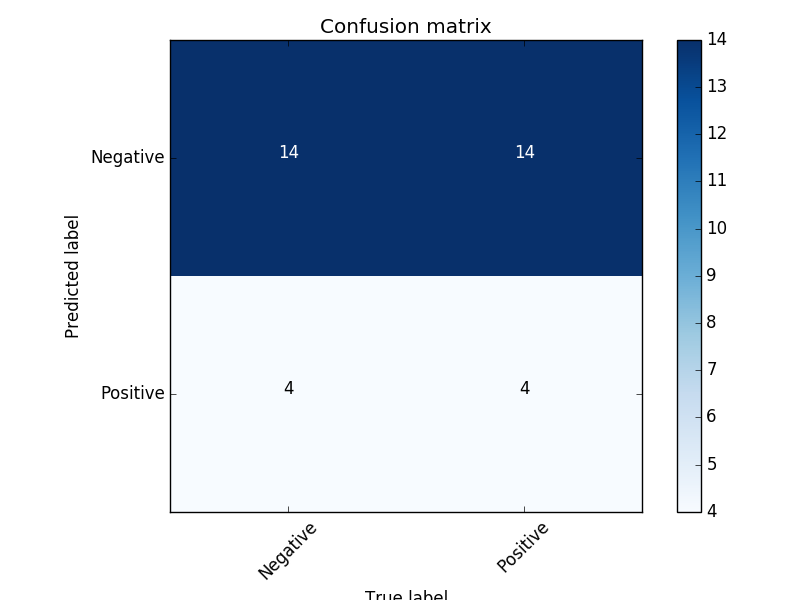 Confusion matrix
Negative
14 14
Positive
4 4
Predicted label
Negative Positive
True label
14
13
12
11
10
9
8
7
6
5
4